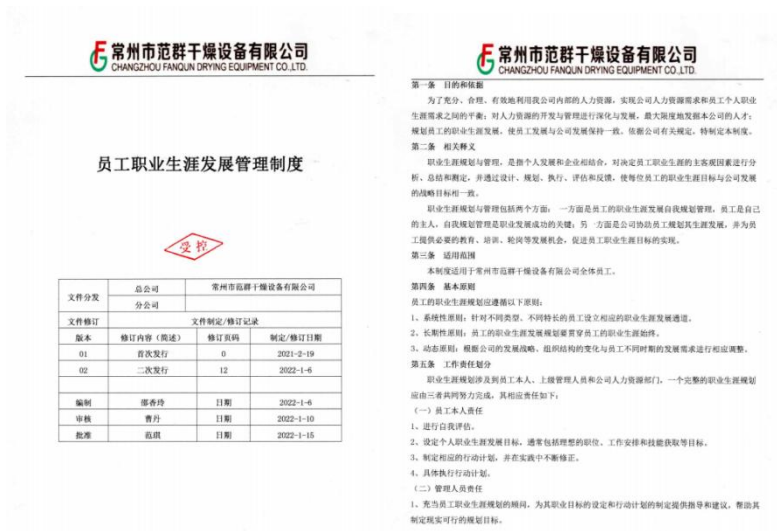 常州市范群干燥设备有限公司
CHANGZHOU FANQUN DRYING EQUIPMENT CO.,LTD.
员工职业生涯发展管理制度
受控
文件分发 总公司 常州市范群干燥设备有限公司
分公司
文件修订 文件制定/修订记录
版本 修订内容（简述） 修订页码 制定/修订日期
01 首次发行 0 2021-2-19
02 二次发行 12 2022-1-6
编制 邵香玲 日期 2022-1-6
审核 曹丹 日期 2022-1-10
批准 范琪 日期 2022-1-15
常州市范群干燥设备有限公司
CHANGZHOU FANQUN DRYING EQUIPMENT CO.,LTD.
第一条 目的和依据
为了充分、合理、有效地利用我公司内部的人力资源，实现公司人力资源需求和员工个人职业
生涯需求之间的平衡；对人力资源的开发与管理进行深化与发展，最大限度地发掘本公司的人才；
规划员工的职业生涯发展，使员工发展与公司发展保持一致。依据公司有关规定，特制定本制度。
第二条 相关释义
职业生涯规划与管理，是指个人发展和企业相结合，对决定员工职业生涯的主客观因素进行分
析、总结和测定，并通过设计、规划、执行、评估和反馈，使每位员工的职业生涯目标与公司发展
的战略目标相一致。
职业生涯规划与管理包括两个方面：一方面是员工的职业生涯发展自我规划管理，员工是自己
的主人，自我规划管理是职业发展成功的关键；另一方面是公司协助员工规划其生涯发展，并为员
工提供必要的教育、培训、轮岗等发展机会，促进员工职业生涯目标的实现。
第三条 适用范围
本制度适用于常州市范群干燥设备有限公司全体员工。
第四条 基本原则
员工的职业生涯规划应遵循以下原则：
1、系统性原则：针对不同类型、不同特长的员工设立相应的职业生涯发展通道。
2、长期性原则：员工的职业生涯发展规划要贯穿员工的职业生涯始终。
3、动态原则：根据公司的发展战略、组织结构的变化与员工不同时期的发展需求进行相应调整。
第五条 工作责任划分
职业生涯规划涉及到员工本人、上级管理人员和公司人力资源部门，一个完整的职业生涯规划
应由三者共同努力完成，其相应责任如下：
（一）员工本人责任
1、进行自我评估。
2、设定个人职业生涯发展目标，通常包括理想的职位、工作安排和技能获取等目标。
3、制定相应的行动计划，并在实践中不断修正。
4、具体执行行动计划。
（二）管理人员责任
1、充当员工职业生涯规划的顾问，为其职业目标的设定和行动计划的制定提供指导和建议，帮助其
制定现实可行的规划目标。